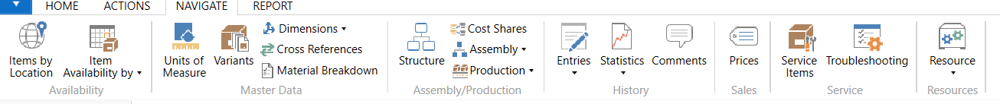 HOME ACTIONS NAVIGATE REPORT
Items by Location
Item Availability by
Units of Measure
Variants
Dimensions
Cross References
Material Breakdown
Structure
Cost Shares
Assembly
Production
Entries
Statistics
Comments
Prices
Service Items
Troubleshooting
Resource
Availability
Master Data
Assembly/Production
History
Sales
Service
Resources